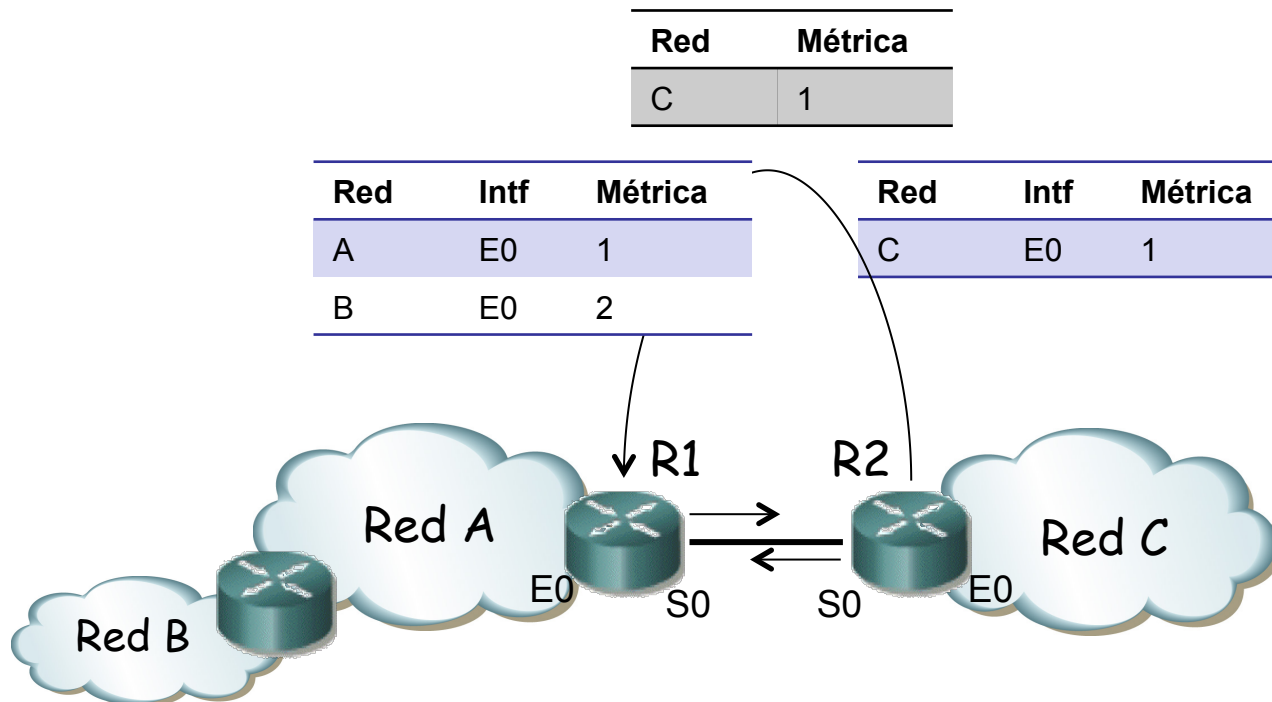 Red Métrica
C 1
Red Intf Métrica
A E0 1
B E0 2
Red Intf Métrica
C E0 1
R1
R2
Red A
Red C
E0
S0
S0
E0
Red B